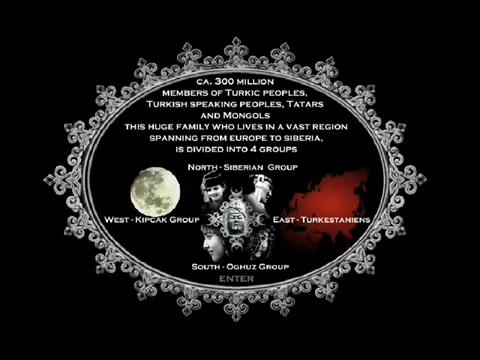 CA. 300 MILLION
MEMBERS OF TURKIC PEOPLES,
TURKISH SPEAKING PEOPLES, TATARS
AND MONGOLS
THIS HUGE FAMILY WHO LIVES IN A VAST REGION
SPANNING FROM EUROPE TO SIBERIA,
IS DIVIDED INTO 4 GROUPS
NORTH - SIBERIAN GROUP
WEST - KIPCAK GROUP
EAST - TURKESTANIENS
SOUTH - OGHUZ GROUP
ENTER